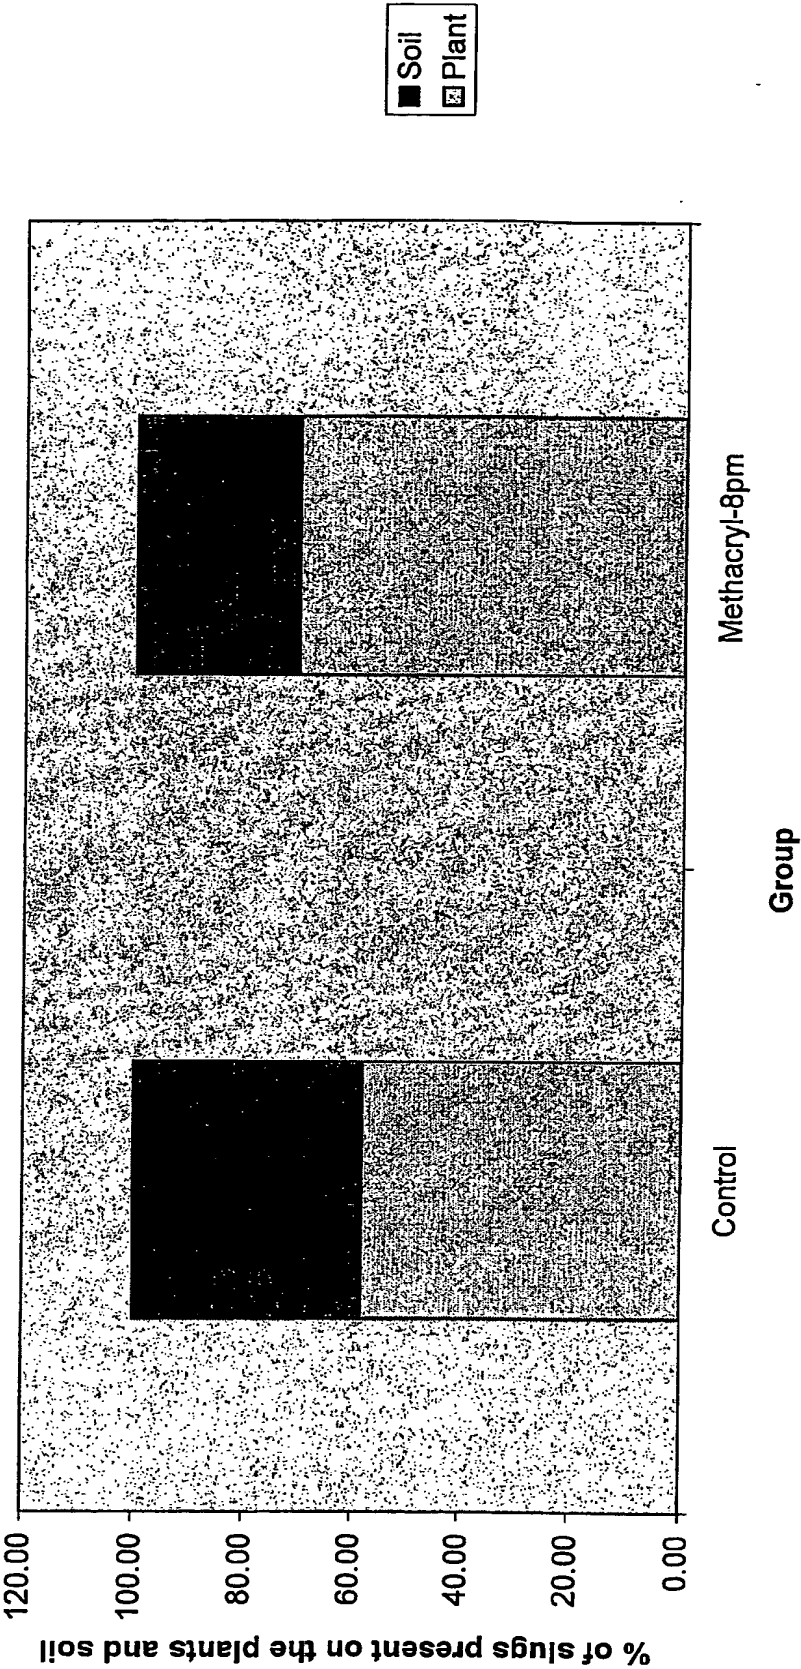 % of slugs present on the plants and soil
120.00
100.00
80.00
60.00
40.00
20.00
0.00
Control
Methacryl-8pm
Group
Soil
Plant